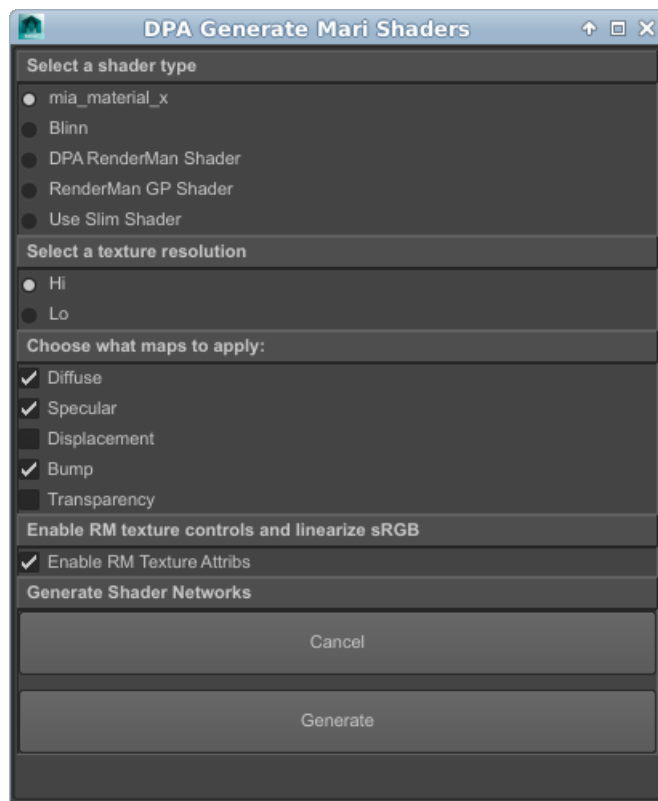 DPA Generate Mari Shaders
Select a shader type
mia_material_x
Blinn
DPA RenderMan Shader
RenderMan GP Shader
Use Slim Shader
Select a texture resolution
Hi
Lo
Choose what maps to apply:
Diffuse
Specular
Displacement
Bump
Transparency
Enable RM texture controls and linearize sRGB
Enable RM Texture Attribs
Generate Shader Networks
Cancel
Generate